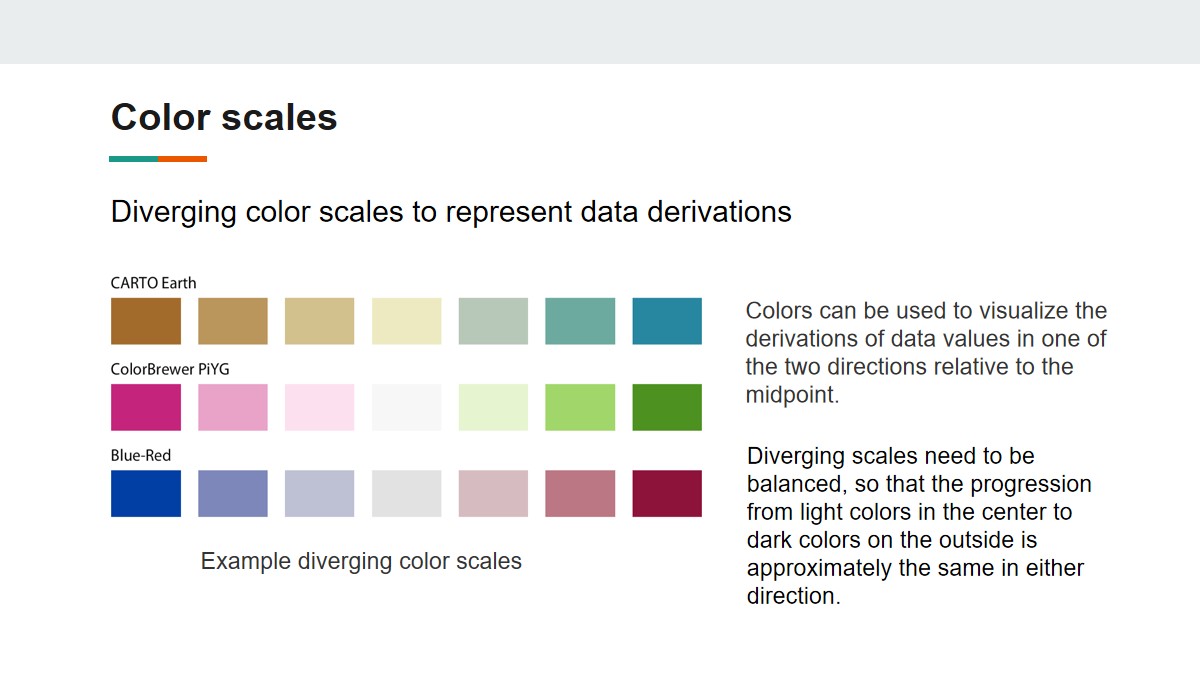 Color scales
Diverging color scales to represent data derivations
CARTO Earth
ColorBrewer PiYG
Blue-Red
Example diverging color scales
Colors can be used to visualize the
derivations of data values in one of
the two directions relative to the
midpoint.
Diverging scales need to be
balanced, so that the progression
from light colors in the center to
dark colors on the outside is
approximately the same in either
direction.